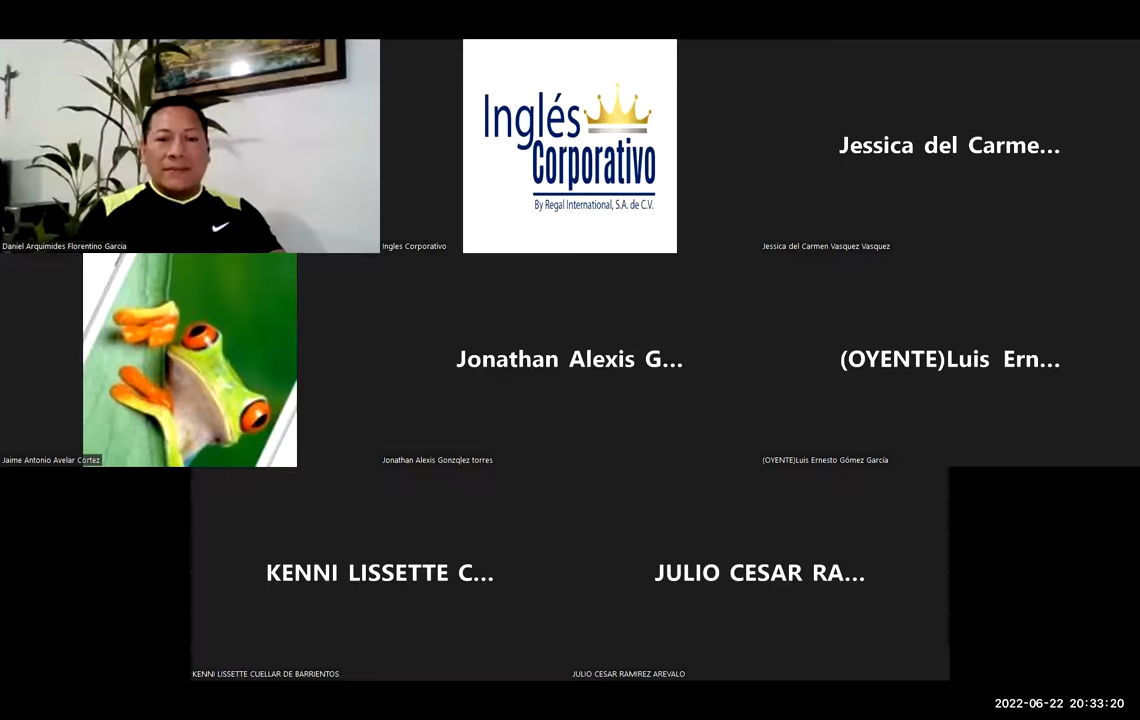 Daniel Arquimides Florentino Garcia
Inglés
Corporativo
By Regal International, S.A. de C.V.
Ingles Corporativo
Jessica del Carme...
Jessica del Carmen Vasquez Vasquez
Jaime Antonio Avelar Cortez
Jonathan Alexis G...
Jonathan Alexis Gonzqlez torres
(OYENTE)Luis Ern...
(OYENTE)Luis Ernesto Gómez García
KENNI LISSETTE C...
KENNI LISSETTE CUELLAR DE BARRIENTOS
JULIO CESAR RA...
JULIO CESAR RAMIREZ AREVALO
2022-06-22 20:33:20